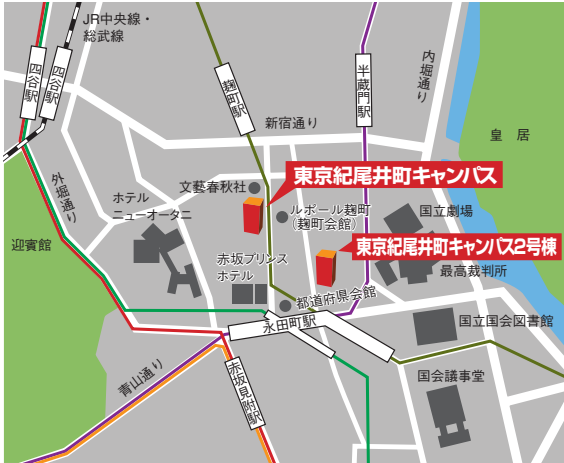 JR中央線・
総武線
四谷駅
四谷駅
麹町駅
半蔵門駅
内堀通り
新宿通り
皇 居
東京紀尾井町キャンパス
外堀通り
文藝春秋社
ホテル
ニューオータニ
ルポール麹町
(麹町会館)
国立劇場
東京紀尾井町キャンパス2号棟
迎賓館
赤坂プリンス
ホテル
最高裁判所
都道府県会館
永田町駅
国立国会図書館
青山通り
赤坂見附駅
国会議事堂